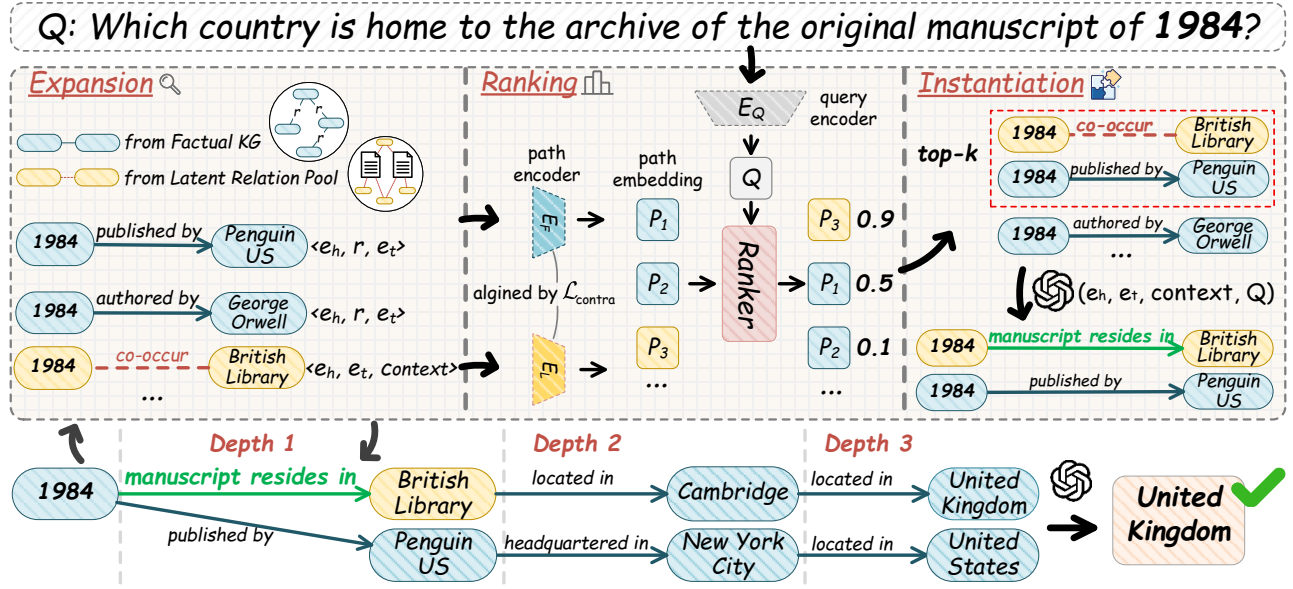 Q: Which country is home to the archive of the original manuscript of 1984?
Expansion
from Factual KG
r
r
r
from Latent Relation Pool
1984
published by
Penguin US
<eh, r, et>
1984
authored by
George Orwell
<eh, r, et>
1984
co-occur
British Library
<eh, et, context>
...
Ranking
EQ
query encoder
path encoder
path embedding
Q
EF
P1
P2
P3
...
algined by Lcontra
EL
Ranker
P3 0.9
P1 0.5
P2 0.1
...
Instantiation
top-k
1984
co-occur
British Library
1984
published by
Penguin US
1984
authored by
George Orwell
...
(eh, et, context, Q)
1984
manuscript resides in
British Library
1984
published by
Penguin US
Depth 1
Depth 2
Depth 3
1984
manuscript resides in
British Library
located in
Cambridge
located in
United Kingdom
published by
Penguin US
headquartered in
New York City
located in
United States
United Kingdom